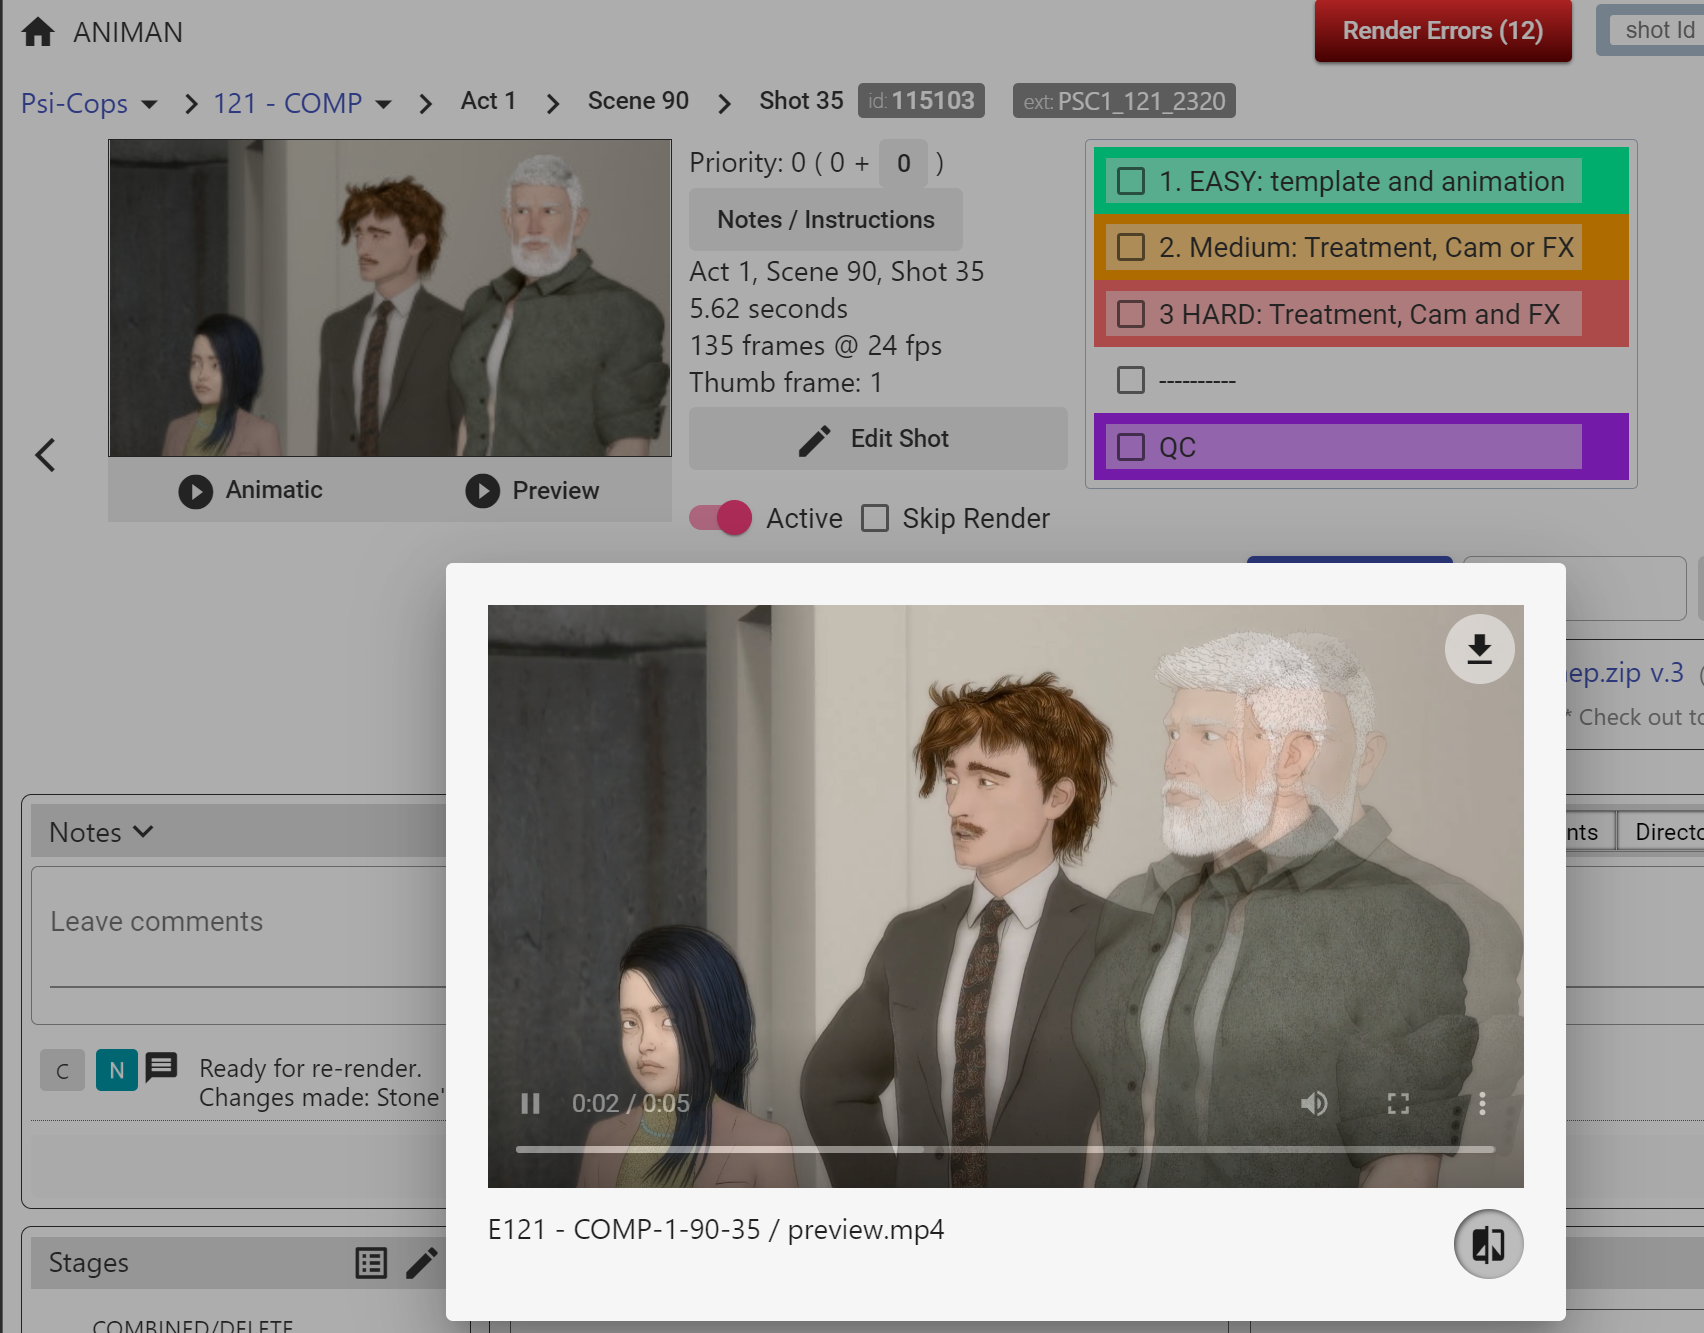 ANIMAN
Render Errors (12)
shot Id
Psi-Cops
121 - COMP
Act 1
Scene 90
Shot 35
id: 115103
ext: PSC1_121_2320
Priority: 0 ( 0 + 0 )
Notes / Instructions
Act 1, Scene 90, Shot 35
5.62 seconds
135 frames @ 24 fps
Thumb frame: 1
Edit Shot
Active
Skip Render
1. EASY: template and animation
2. Medium: Treatment, Cam or FX
3 HARD: Treatment, Cam and FX
----------
QC
Animatic
Preview
ep.zip v.3
* Check out to
Notes
nts
Directo
Leave comments
C
N
Ready for re-render.
Changes made: Stone'
0:02 / 0:05
E121 - COMP-1-90-35 / preview.mp4
Stages
COMBINED/DELETE